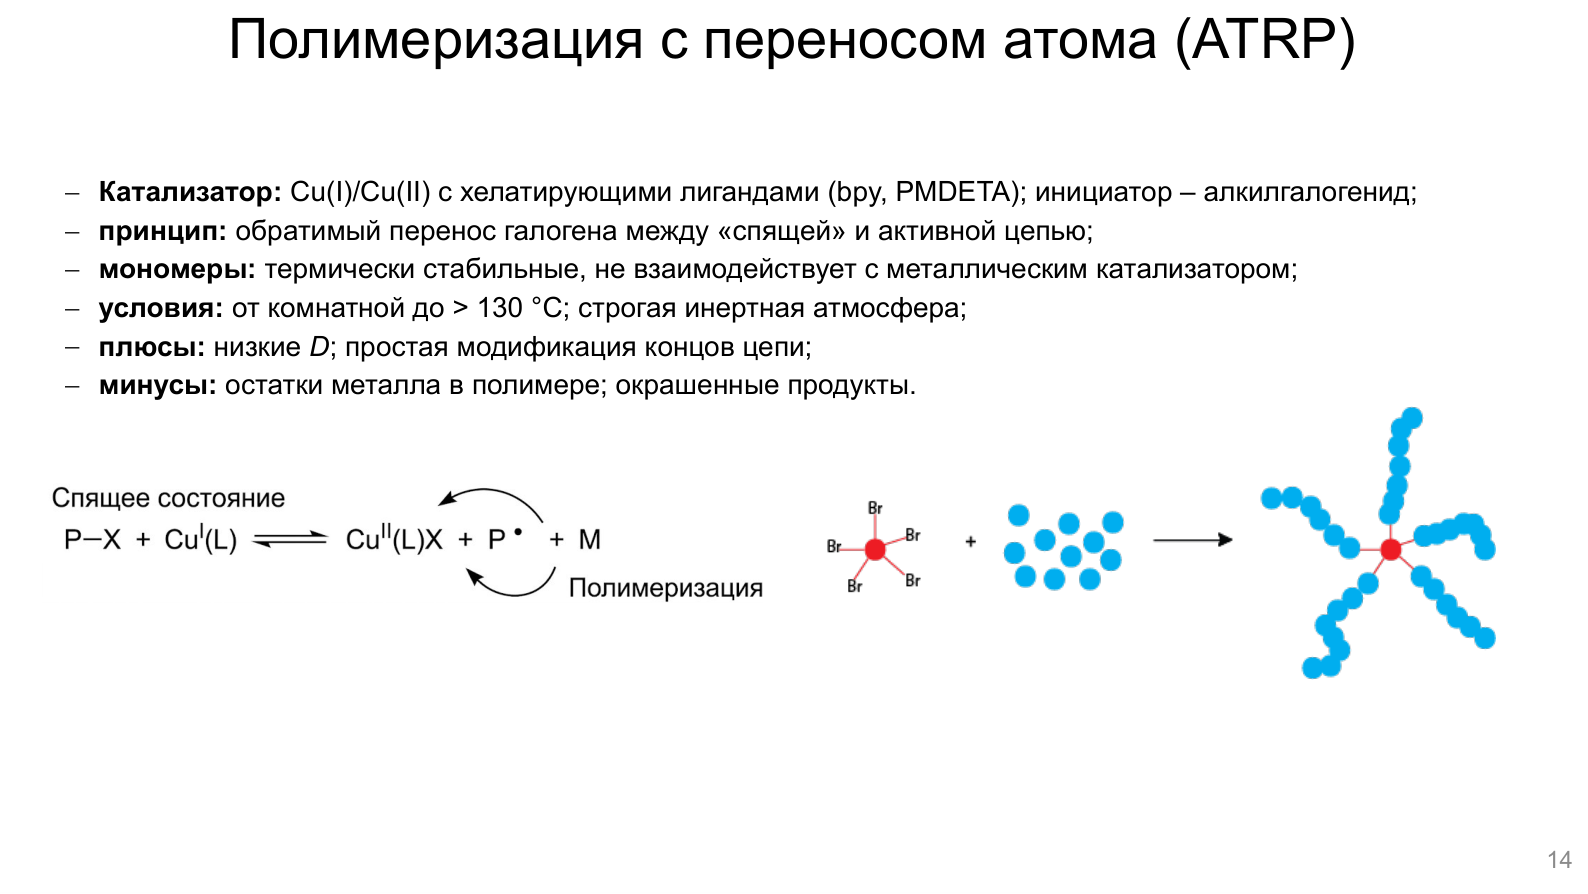 Полимеризация с переносом атома (ATRP)
– Катализатор: Cu(I)/Cu(II) с хелатирующими лигандами (bpy, PMDETA); инициатор – алкилгалогенид;
– принцип: обратимый перенос галогена между «спящей» и активной цепью;
– мономеры: термически стабильные, не взаимодействует с металлическим катализатором;
– условия: от комнатной до > 130 °C; строгая инертная атмосфера;
– плюсы: низкие D; простая модификация концов цепи;
– минусы: остатки металла в полимере; окрашенные продукты.
Спящее состояние
P–X + Cu^I(L) ⇌ Cu^II(L)X + P• + M
Полимеризация
Br
Br
Br
Br
Br
+
14